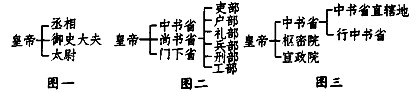 丞相
皇帝 御史大夫
太尉
图一
吏部
中书省 户部
皇帝 尚书省 礼部
门下省 兵部
刑部
工部
图二
中书省直辖地
中书省
行中书省
皇帝 枢密院
宣政院
图三